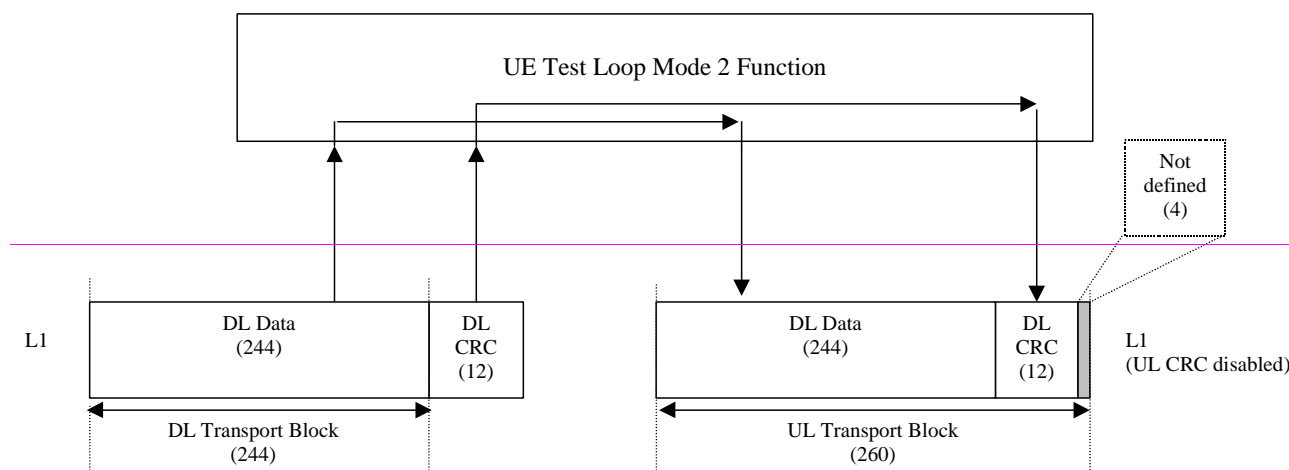 UE Test Loop Mode 2 Function
Not
defined
(4)
L1
DL Data
(244)
DL
CRC
(12)
DL Data
(244)
DL
CRC
(12)
L1
(UL CRC disabled)
DL Transport Block
(244)
UL Transport Block
(260)